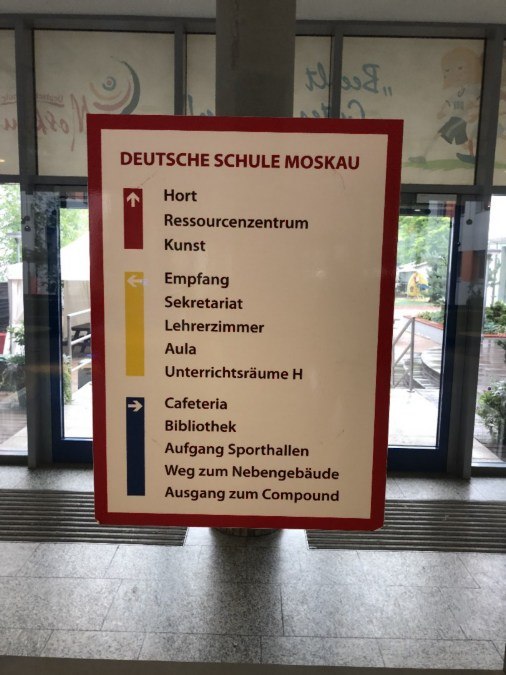 DEUTSCHE SCHULE MOSKAU
Hort
Ressourcenzentrum
Kunst
Empfang
Sekretariat
Lehrerzimmer
Aula
Unterrichtsräume H
Cafeteria
Bibliothek
Aufgang Sporthallen
Weg zum Nebengebäude
Ausgang zum Compound
Moskau